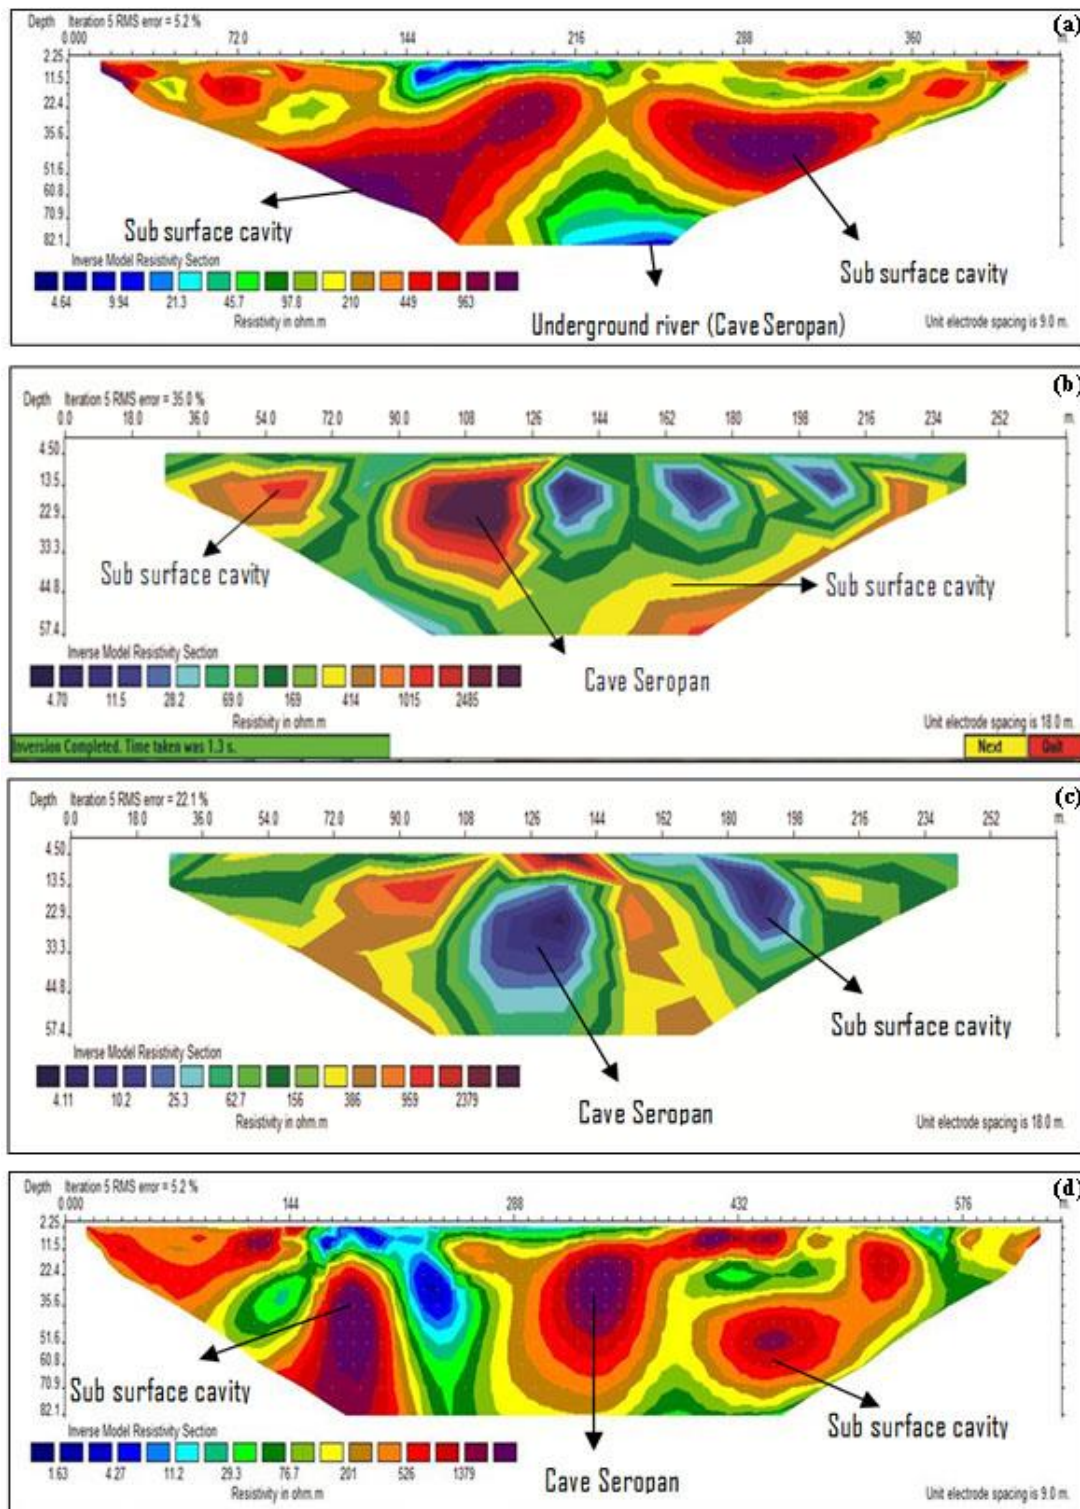 (a)
Depth Iteration 5 RMS error = 5.2 %
0.000 72.0 144 216 288 360 m.
2.25
11.5
22.4
35.6
51.6
60.8
70.9
82.1
Sub surface cavity
Sub surface cavity
Underground river (Cave Seropan)
Inverse Model Resistivity Section
4.64 9.94 21.3 45.7 97.8 210 449 963
Resistivity in ohm.m
Unit electrode spacing is 9.0 m.
(b)
Depth Iteration 5 RMS error = 35.0 %
0.0 18.0 36.0 54.0 72.0 90.0 108 126 144 162 180 198 216 234 252 m.
4.50
13.5
22.9
33.3
44.8
57.4
Sub surface cavity
Sub surface cavity
Cave Seropan
Inverse Model Resistivity Section
4.70 11.5 28.2 69.0 169 414 1015 2485
Resistivity in ohm.m
Unit electrode spacing is 18.0 m.
Inversion Completed. Time taken was 1.3 s.
Next Quit
(c)
Depth Iteration 5 RMS error = 22.1 %
0.0 18.0 36.0 54.0 72.0 90.0 108 126 144 162 180 198 216 234 252 m.
4.50
13.5
22.9
33.3
44.8
57.4
Sub surface cavity
Cave Seropan
Inverse Model Resistivity Section
4.11 10.2 25.3 62.7 156 386 959 2379
Resistivity in ohm.m
Unit electrode spacing is 18.0 m.
(d)
Depth Iteration 5 RMS error = 5.2 %
0.000 144 288 432 576 m.
2.25
11.5
22.4
35.6
51.6
60.8
70.9
82.1
Sub surface cavity
Sub surface cavity
Cave Seropan
Inverse Model Resistivity Section
1.63 4.27 11.2 29.3 76.7 201 526 1379
Resistivity in ohm.m
Unit electrode spacing is 9.0 m.